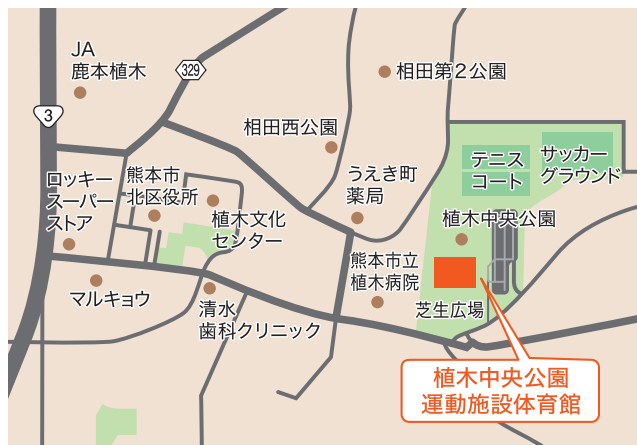 JA
鹿本植木
329
3
相田第２公園
相田西公園
テニス
コート
サッカー
グラウンド
ロッキー
スーパー
ストア
熊本市
北区役所
うえき町
薬局
植木文化
センター
植木中央公園
熊本市立
植木病院
マルキョウ
清水
歯科クリニック
芝生広場
植木中央公園
運動施設体育館